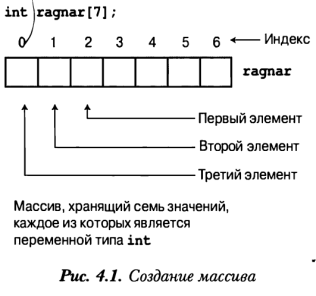 int ragnar[7];
0 1 2 3 4 5 6 Индекс
ragnar
Первый элемент
Второй элемент
Третий элемент
Массив, хранящий семь значений,
каждое из которых является
переменной типа int
Рис. 4.1. Создание массива